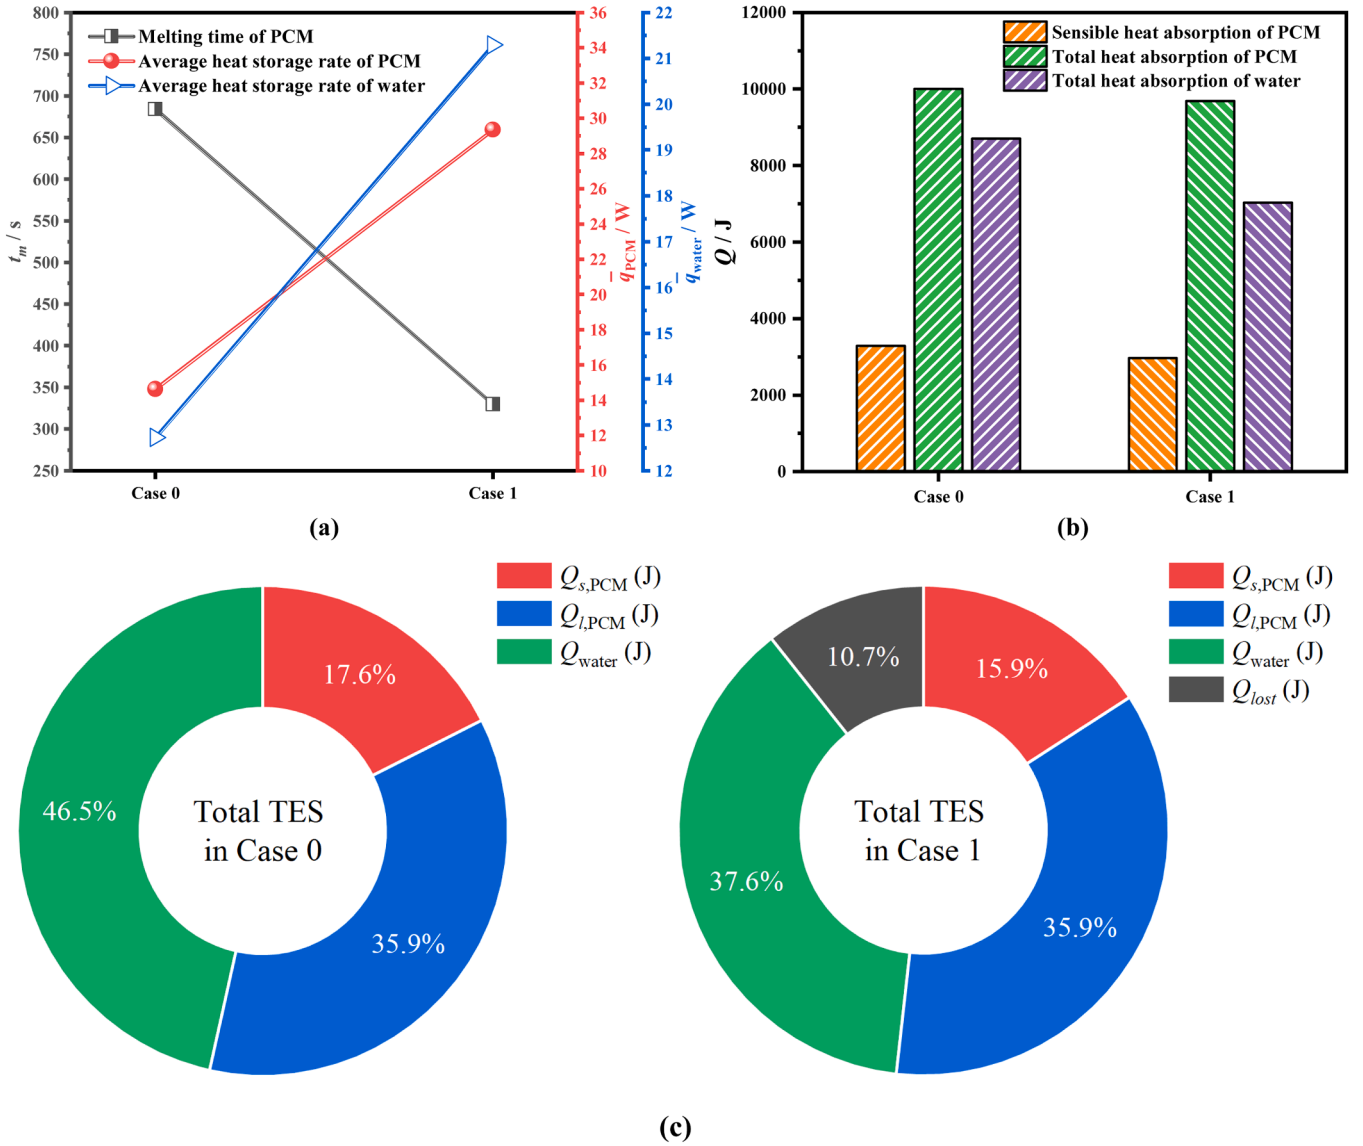 800
750
700
650
600
550
500
450
400
350
300
250
t_m / s
Melting time of PCM
Average heat storage rate of PCM
Average heat storage rate of water
Case 0
Case 1
36
34
32
30
28
26
24
22
20
18
16
14
12
10
q̄_PCM / W
22
21
20
19
18
17
16
15
14
13
12
q̄_water / W
(a)
12000
10000
8000
6000
4000
2000
0
Q / J
Sensible heat absorption of PCM
Total heat absorption of PCM
Total heat absorption of water
Case 0
Case 1
(b)
Q_s,PCM (J)
Q_l,PCM (J)
Q_water (J)
17.6%
46.5%
35.9%
Total TES
in Case 0
Q_s,PCM (J)
Q_l,PCM (J)
Q_water (J)
Q_lost (J)
10.7%
15.9%
37.6%
35.9%
Total TES
in Case 1
(c)